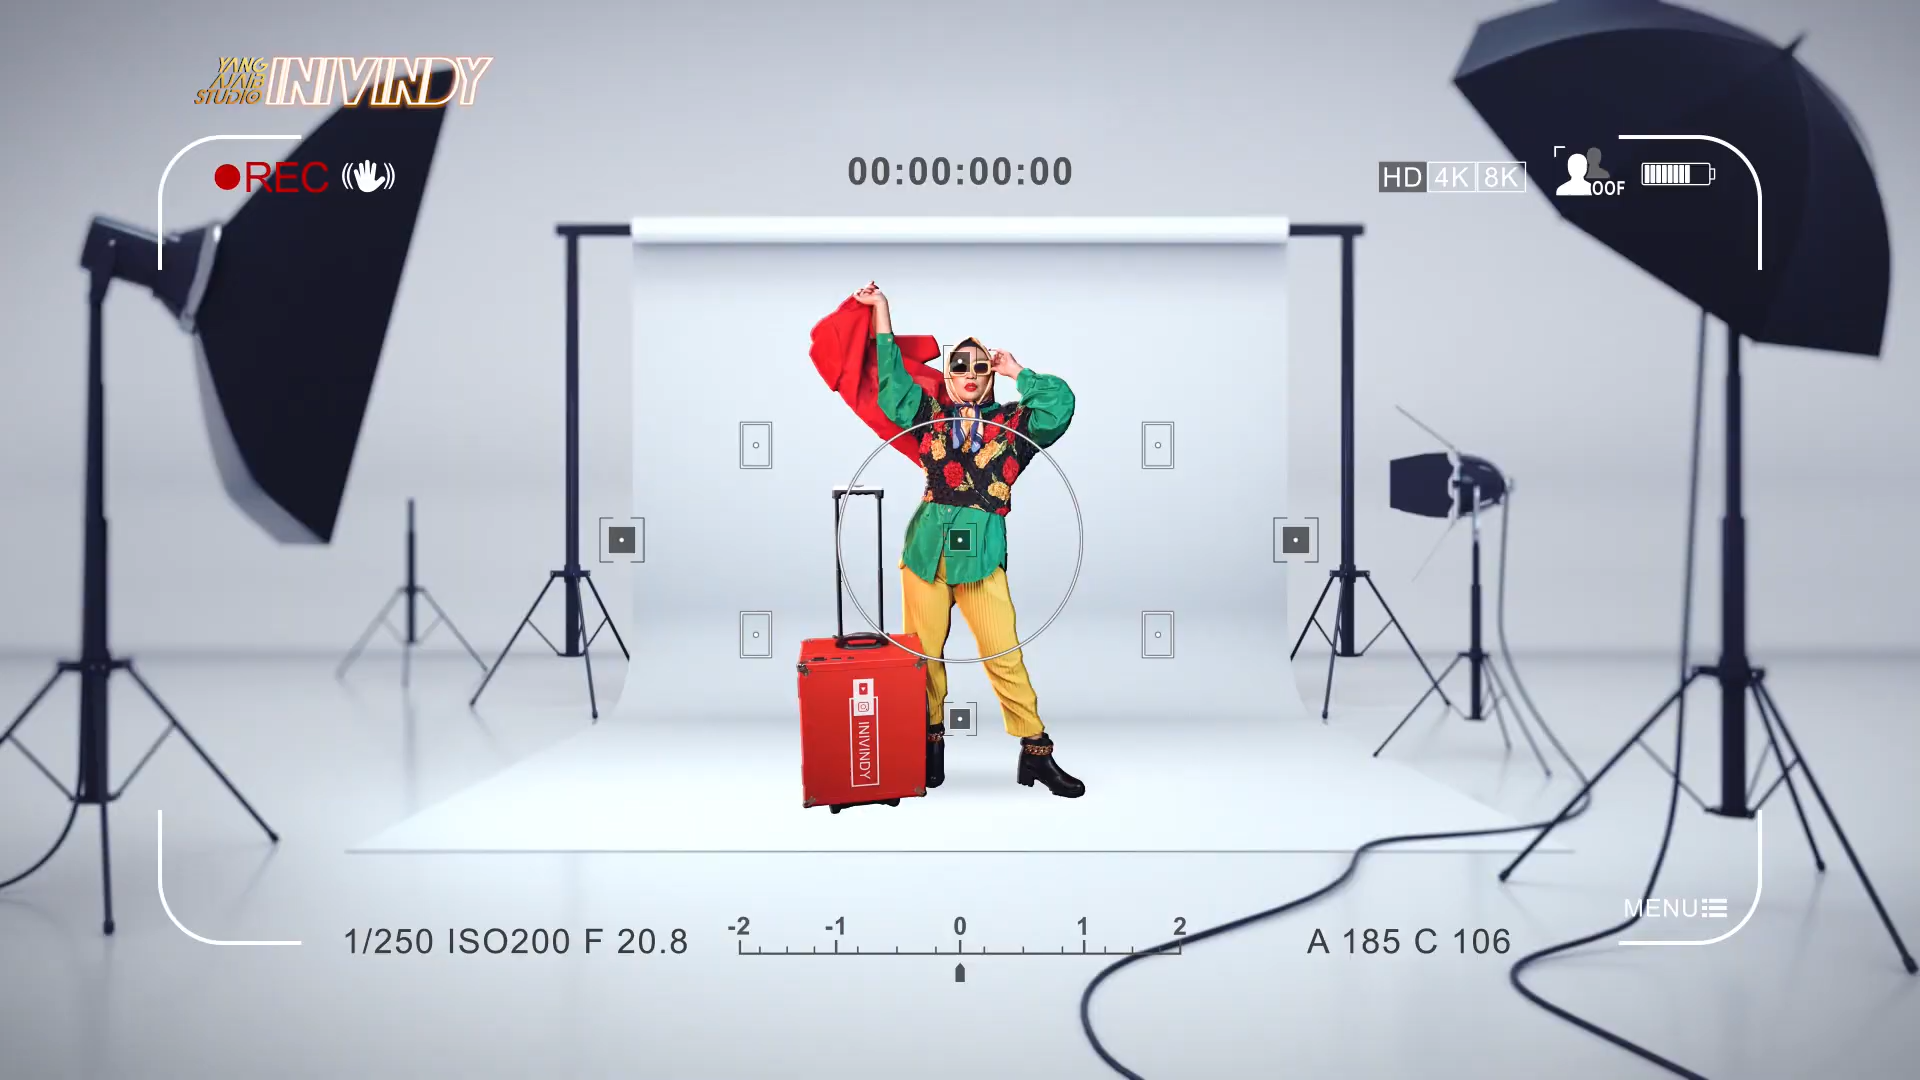 YANG
AJAIB
STUDIO
INIVINDY
REC
00:00:00:00
HD 4K 8K
OOF
INIVINDY
MENU
1/250 ISO200 F 20.8
-2 -1 0 1 2
A 185 C 106